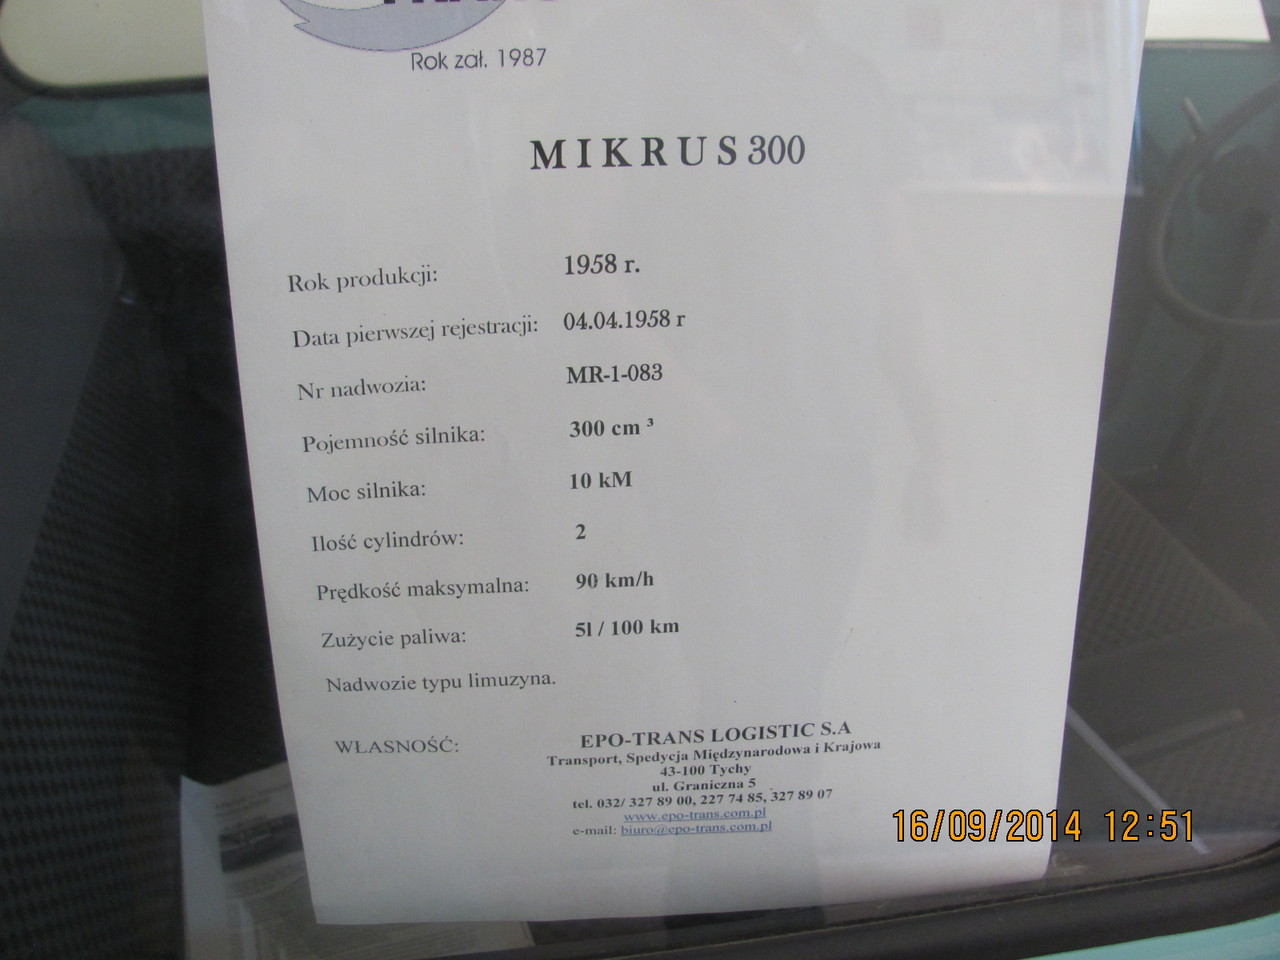 Rok zał. 1987
MIKRUS 300
Rok produkcji: 1958 r.
Data pierwszej rejestracji: 04.04.1958 r
Nr nadwozia: MR-1-083
Pojemność silnika: 300 cm ³
Moc silnika: 10 kM
Ilość cylindrów: 2
Prędkość maksymalna: 90 km/h
Zużycie paliwa: 5l / 100 km
Nadwozie typu limuzyna.
WŁASNOŚĆ: EPO-TRANS LOGISTIC S.A
Transport, Spedycja Międzynarodowa i Krajowa
43-100 Tychy
ul. Graniczna 5
tel. 032/ 327 89 00, 227 74 85, 327 89 07
www.epo-trans.com.pl
e-mail: biuro@epo-trans.com.pl
16/09/2014 12:51